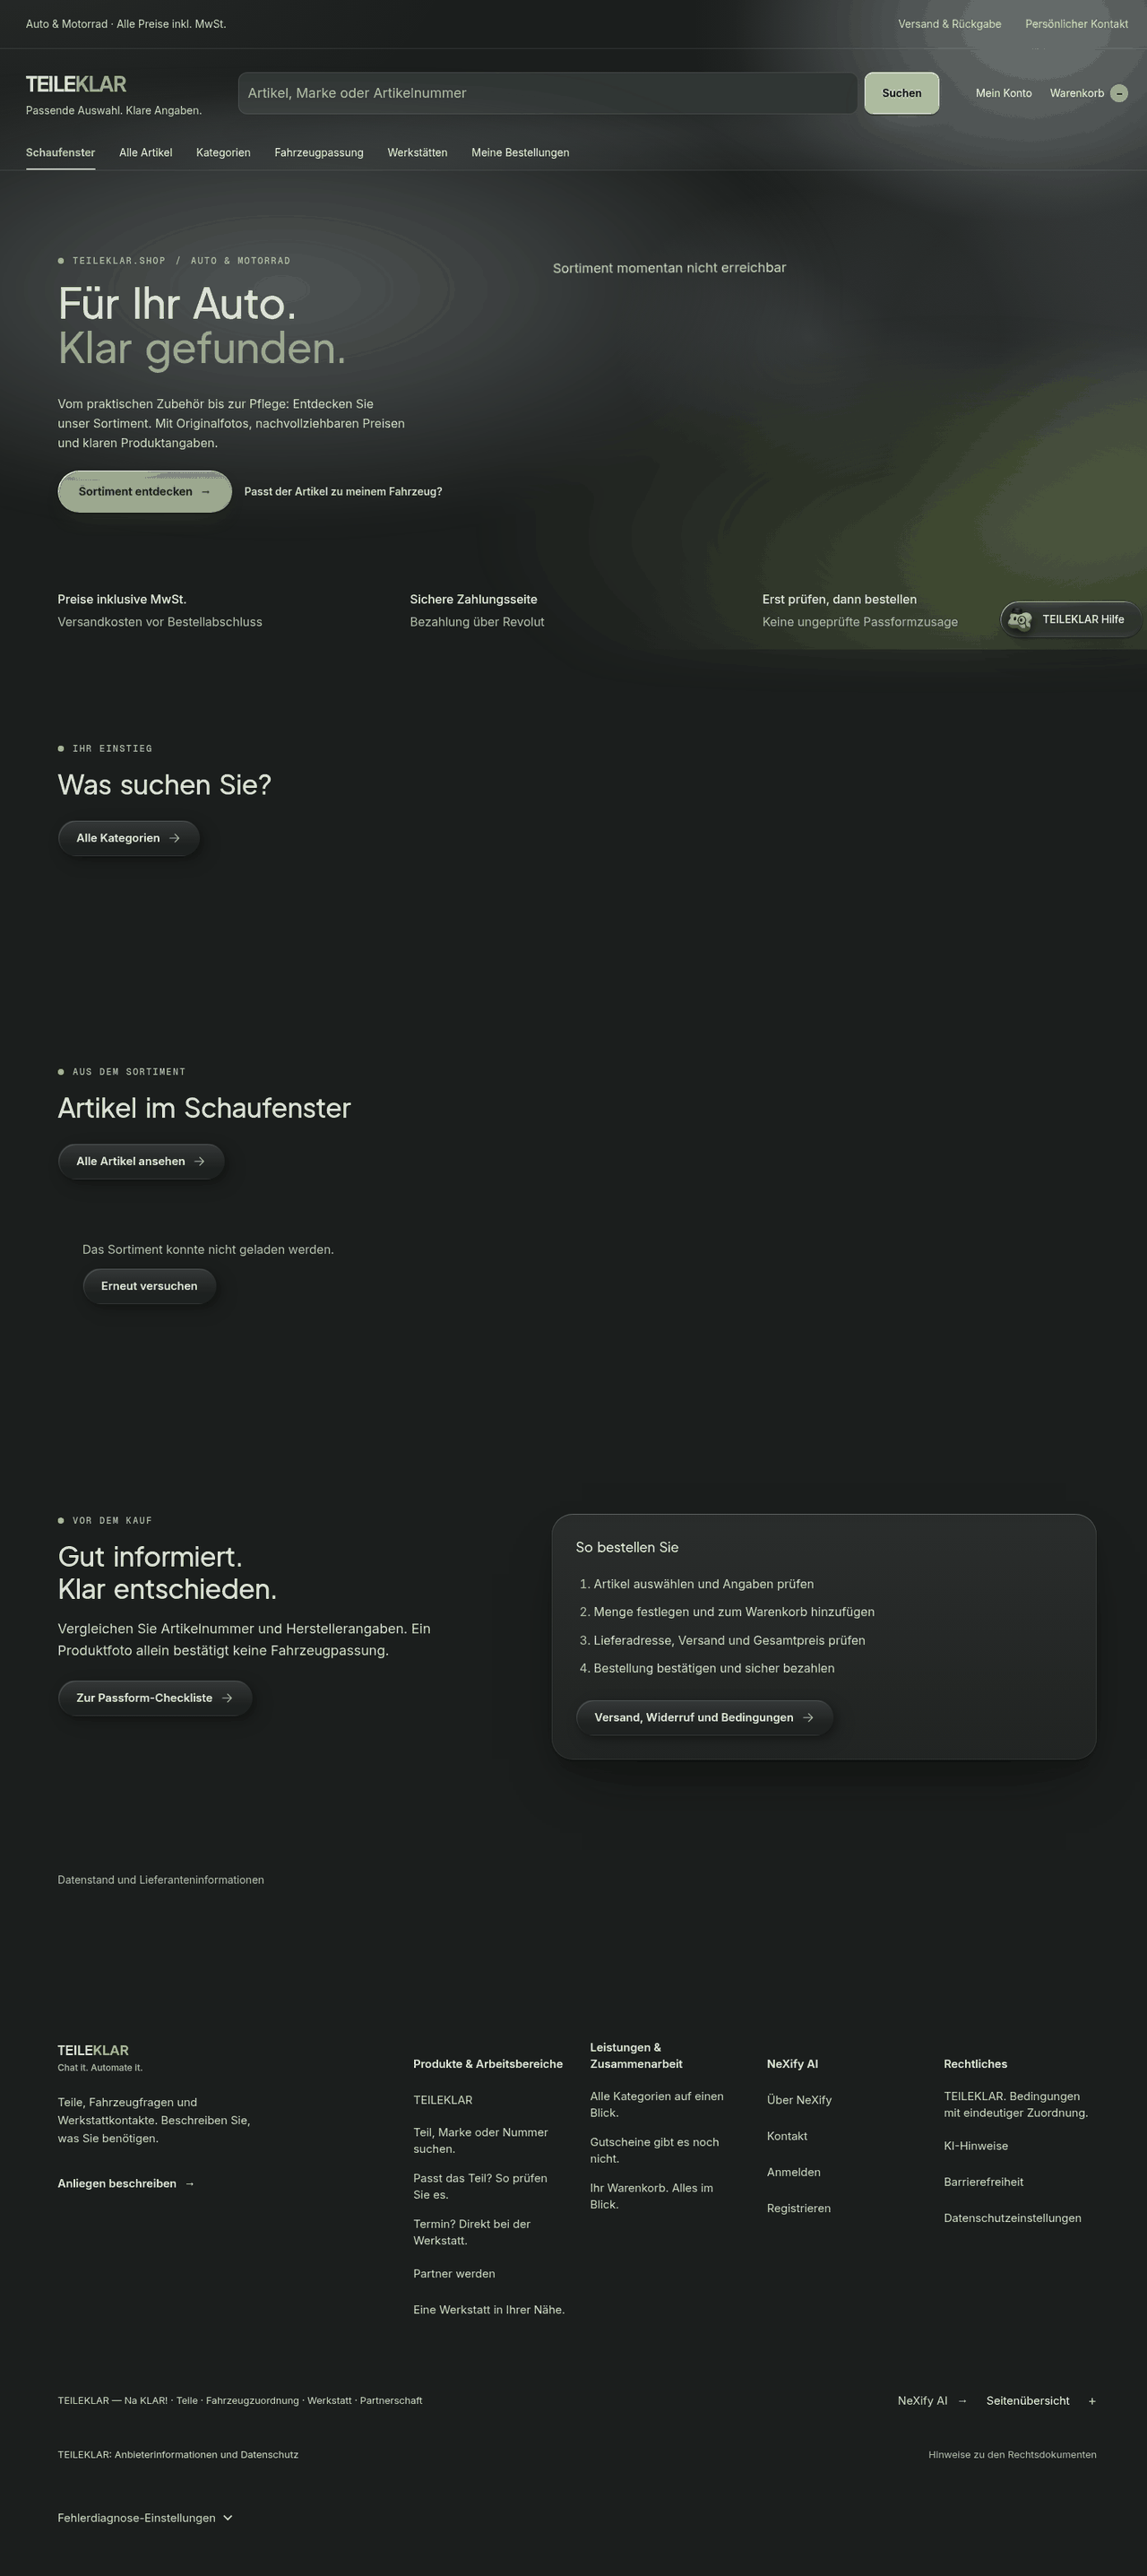 Auto & Motorrad · Alle Preise inkl. MwSt.
Versand & Rückgabe
Persönlicher Kontakt
TEILEKLAR
Passende Auswahl. Klare Angaben.
Artikel, Marke oder Artikelnummer
Suchen
Mein Konto
Warenkorb –
Schaufenster
Alle Artikel
Kategorien
Fahrzeugpassung
Werkstätten
Meine Bestellungen
TEILEKLAR.SHOP / AUTO & MOTORRAD
Für Ihr Auto.
Klar gefunden.
Vom praktischen Zubehör bis zur Pflege: Entdecken Sie
unser Sortiment. Mit Originalfotos, nachvollziehbaren Preisen
und klaren Produktangaben.
Sortiment entdecken →
Passt der Artikel zu meinem Fahrzeug?
Sortiment momentan nicht erreichbar
Preise inklusive MwSt.
Versandkosten vor Bestellabschluss
Sichere Zahlungsseite
Bezahlung über Revolut
Erst prüfen, dann bestellen
Keine ungeprüfte Passformzusage
TEILEKLAR Hilfe
IHR EINSTIEG
Was suchen Sie?
Alle Kategorien →
AUS DEM SORTIMENT
Artikel im Schaufenster
Alle Artikel ansehen →
Das Sortiment konnte nicht geladen werden.
Erneut versuchen
VOR DEM KAUF
Gut informiert.
Klar entschieden.
Vergleichen Sie Artikelnummer und Herstellerangaben. Ein
Produktfoto allein bestätigt keine Fahrzeugpassung.
Zur Passform-Checkliste →
So bestellen Sie
1. Artikel auswählen und Angaben prüfen
2. Menge festlegen und zum Warenkorb hinzufügen
3. Lieferadresse, Versand und Gesamtpreis prüfen
4. Bestellung bestätigen und sicher bezahlen
Versand, Widerruf und Bedingungen →
Datenstand und Lieferanteninformationen
TEILEKLAR
Chat it. Automate it.
Teile, Fahrzeugfragen und
Werkstattkontakte. Beschreiben Sie,
was Sie benötigen.
Anliegen beschreiben →
Produkte & Arbeitsbereiche
TEILEKLAR
Teil, Marke oder Nummer
suchen.
Passt das Teil? So prüfen
Sie es.
Termin? Direkt bei der
Werkstatt.
Partner werden
Eine Werkstatt in Ihrer Nähe.
Leistungen &
Zusammenarbeit
Alle Kategorien auf einen
Blick.
Gutscheine gibt es noch
nicht.
Ihr Warenkorb. Alles im
Blick.
NeXify AI
Über NeXify
Kontakt
Anmelden
Registrieren
Rechtliches
TEILEKLAR. Bedingungen
mit eindeutiger Zuordnung.
KI-Hinweise
Barrierefreiheit
Datenschutzeinstellungen
TEILEKLAR — Na KLAR! · Teile · Fahrzeugzuordnung · Werkstatt · Partnerschaft
NeXify AI →
Seitenübersicht +
TEILEKLAR: Anbieterinformationen und Datenschutz
Hinweise zu den Rechtsdokumenten
Fehlerdiagnose-Einstellungen